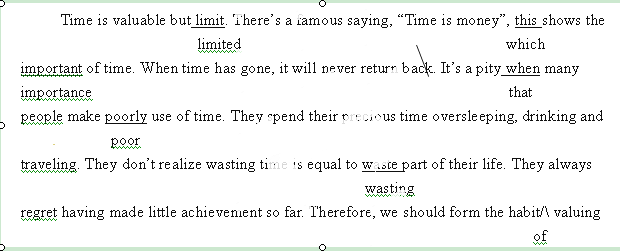 Time is valuable but limit. There's a famous saying, “Time is money”, this shows the
limited which
important of time. When time has gone, it will never return back. It's a pity when many
importance that
people make poorly use of time. They spend their precious time oversleeping, drinking and
poor
traveling. They don't realize wasting time is equal to waste part of their life. They always
wasting
regret having made little achievement so far. Therefore, we should form the habit/\ valuing
of